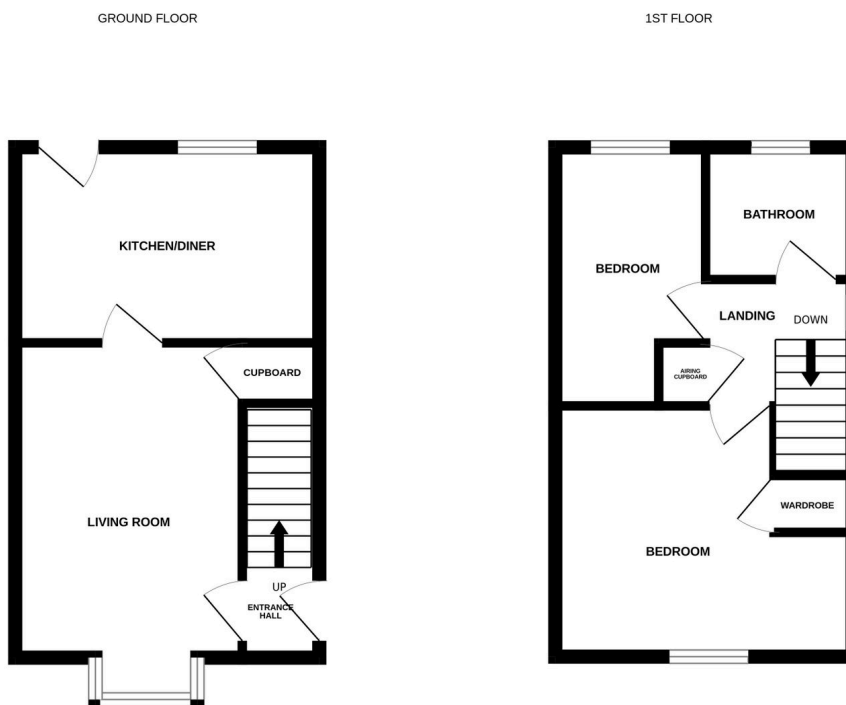 GROUND FLOOR
KITCHEN/DINER
CUPBOARD
LIVING ROOM
UP
ENTRANCE
HALL
1ST FLOOR
BATHROOM
BEDROOM
LANDING
DOWN
AIRING
CUPBOARD
WARDROBE
BEDROOM